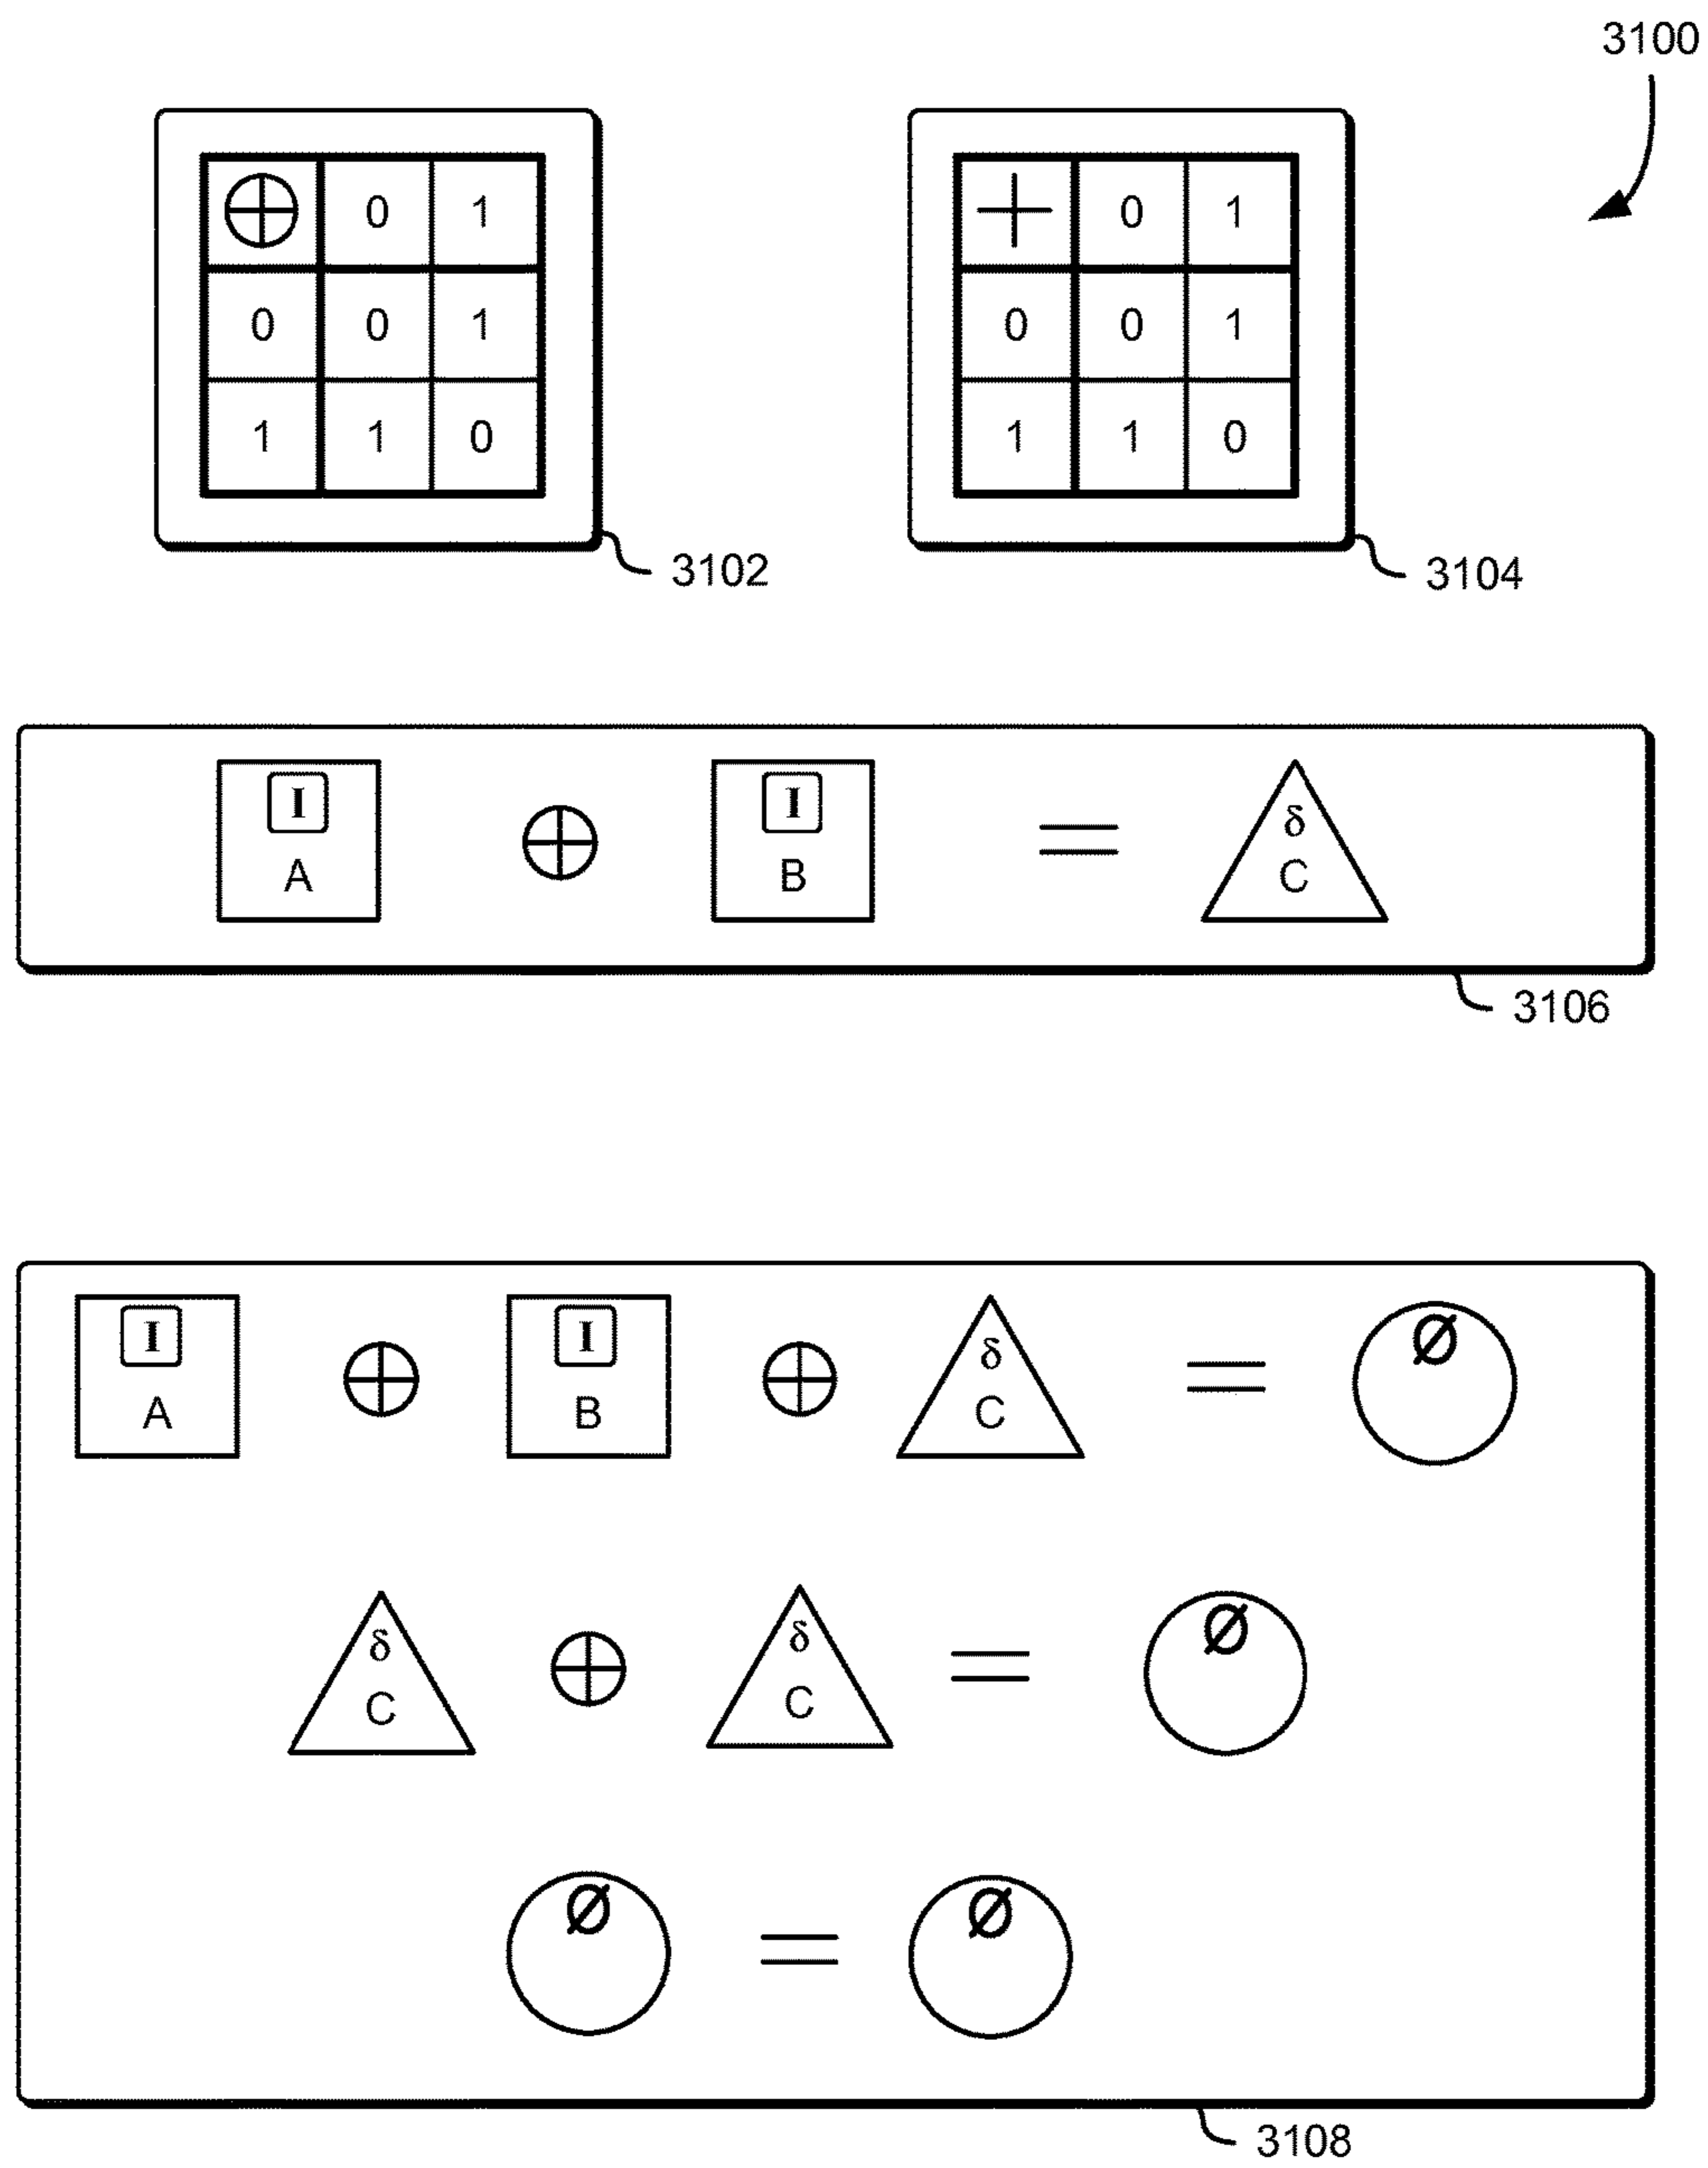 3100
⊕ 0 1
0 0 1
1 1 0
3102
+ 0 1
0 0 1
1 1 0
3104
I I δ
A ⊕ B = C
3106
I I δ Ø
A ⊕ B ⊕ C =
δ δ Ø
C ⊕ C =
Ø = Ø
3108